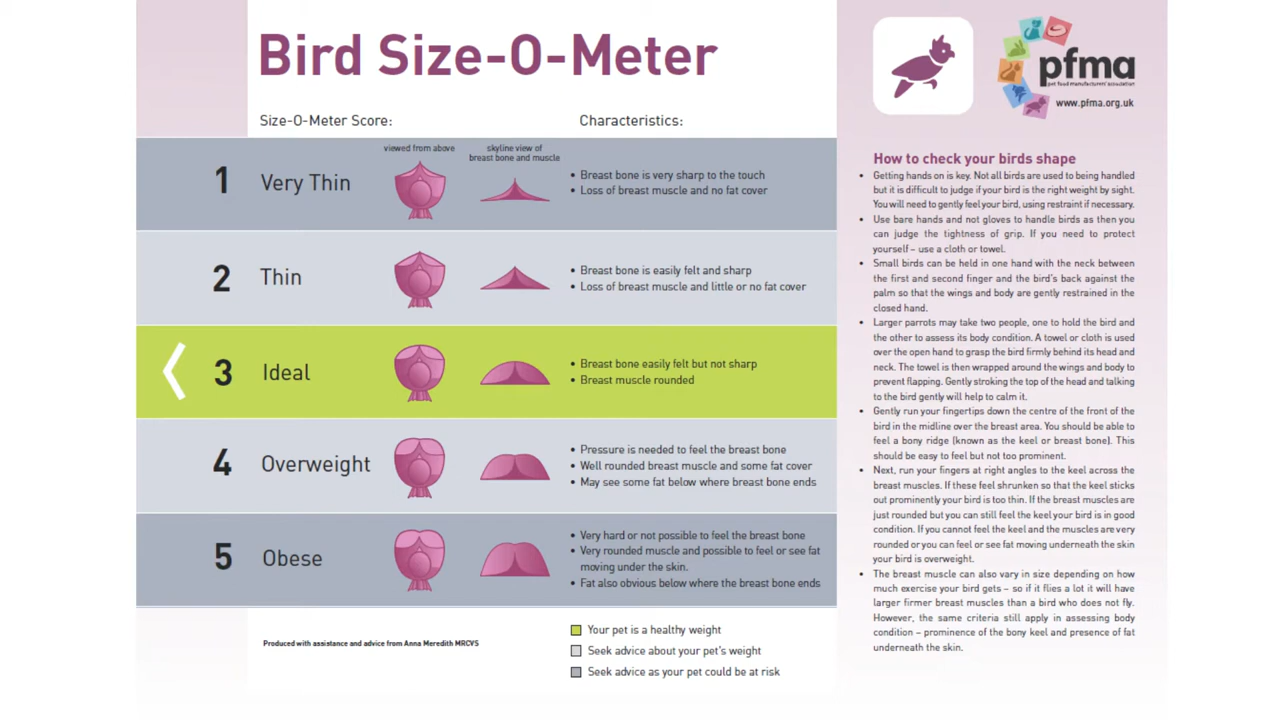 Bird Size-O-Meter
Size-O-Meter Score:
Characteristics:
viewed from above
skyline view of
breast bone and muscle
1 Very Thin
• Breast bone is very sharp to the touch
• Loss of breast muscle and no fat cover
2 Thin
• Breast bone is easily felt and sharp
• Loss of breast muscle and little or no fat cover
3 Ideal
• Breast bone easily felt but not sharp
• Breast muscle rounded
4 Overweight
• Pressure is needed to feel the breast bone
• Well rounded breast muscle and some fat cover
• May see some fat below where breast bone ends
5 Obese
• Very hard or not possible to feel the breast bone
• Very rounded muscle and possible to feel or see fat
moving under the skin.
• Fat also obvious below where the breast bone ends
Produced with assistance and advice from Anna Meredith MRCVS
Your pet is a healthy weight
Seek advice about your pet's weight
Seek advice as your pet could be at risk
pfma
pet food manufacturers' association
www.pfma.org.uk
How to check your birds shape
• Getting hands on is key. Not all birds are used to being handled
but it is difficult to judge if your bird is the right weight by sight.
You will need to gently feel your bird, using restraint if necessary.
• Use bare hands and not gloves to handle birds as then you
can judge the tightness of grip. If you need to protect
yourself – use a cloth or towel.
• Small birds can be held in one hand with the neck between
the first and second finger and the bird's back against the
palm so that the wings and body are gently restrained in the
closed hand.
• Larger parrots may take two people, one to hold the bird and
the other to assess its body condition. A towel or cloth is used
over the open hand to grasp the bird firmly behind its head and
neck. The towel is then wrapped around the wings and body to
prevent flapping. Gently stroking the top of the head and talking
to the bird gently will help to calm it.
• Gently run your fingertips down the centre of the front of the
bird in the midline over the breast area. You should be able to
feel a bony ridge (known as the keel or breast bone). This
should be easy to feel but not too prominent.
• Next, run your fingers at right angles to the keel across the
breast muscles. If these feel shrunken so that the keel sticks
out prominently your bird is too thin. If the breast muscles are
just rounded but you can still feel the keel your bird is in good
condition. If you cannot feel the keel and the muscles are very
rounded or you can feel or see fat moving underneath the skin
your bird is overweight.
• The breast muscle can also vary in size depending on how
much exercise your bird gets – so if it flies a lot it will have
larger firmer breast muscles than a bird who does not fly.
However, the same criteria still apply in assessing body
condition – prominence of the bony keel and presence of fat
underneath the skin.